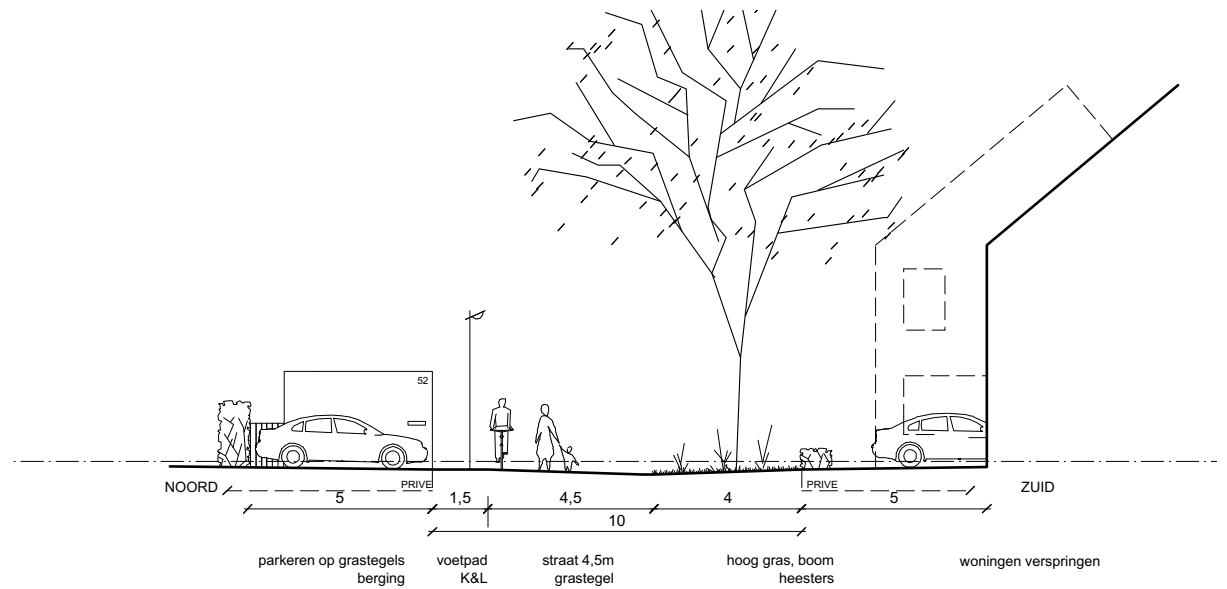 52
NOORD
PRIVE
PRIVE
ZUID
5
1,5
4,5
4
5
10
parkeren op grastegels
berging
voetpad
K&L
straat 4,5m
grastegel
hoog gras, boom
heesters
woningen verspringen